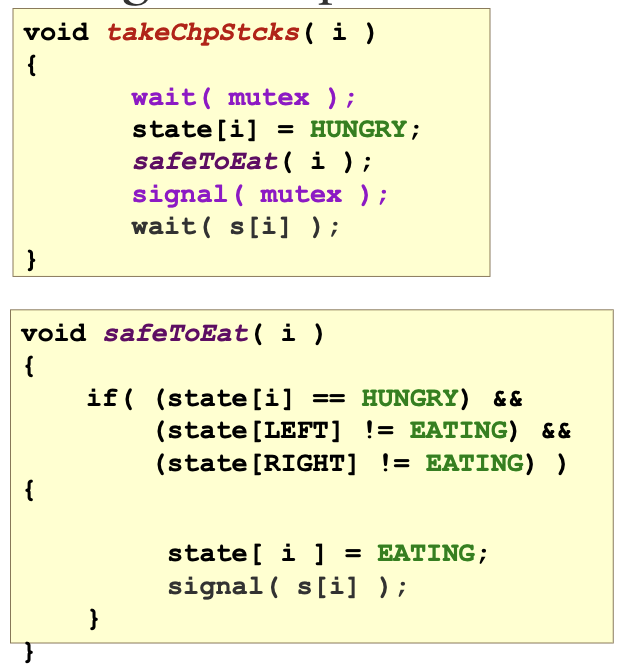 void takeChpStcks( i )
{
wait( mutex );
state[i] = HUNGRY;
safeToEat( i );
signal( mutex );
wait( s[i] );
}
void safeToEat( i )
{
if( (state[i] == HUNGRY) &&
(state[LEFT] != EATING) &&
(state[RIGHT] != EATING) )
{
state[ i ] = EATING;
signal( s[i] );
}
}